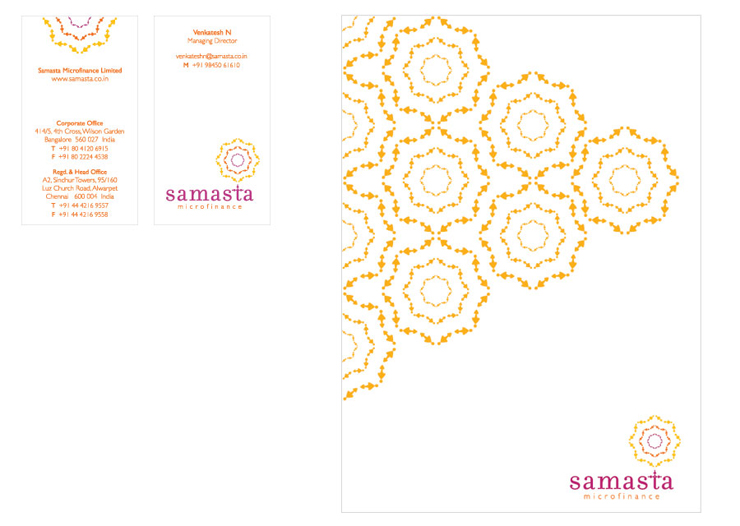 Samasta Microfinance Limited
www.samasta.co.in
Corporate Office
414/5, 4th Cross, Wilson Garden
Bangalore 560 027 India
T +91 80 4120 6915
F +91 80 2224 4538
Regd. & Head Office
A2, Sindhur Towers, 95/160
Luz Church Road, Alwarpet
Chennai 600 004 India
T +91 44 4216 9557
F +91 44 4216 9558
Venkatesh N
Managing Director
venkateshn@samasta.co.in
M +91 98450 61610
samasta
microfinance
samasta
microfinance